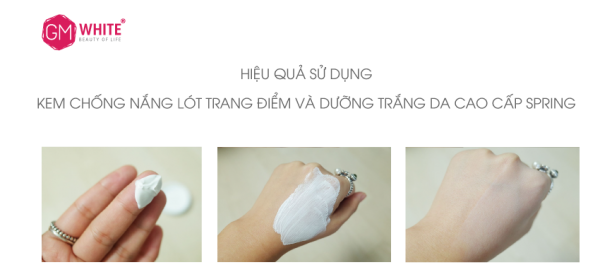 GM WHITE®
BEAUTY OF LIFE
HIỆU QUẢ SỬ DỤNG
KEM CHỐNG NẮNG LÓT TRANG ĐIỂM VÀ DƯỠNG TRẮNG DA CAO CẤP SPRING